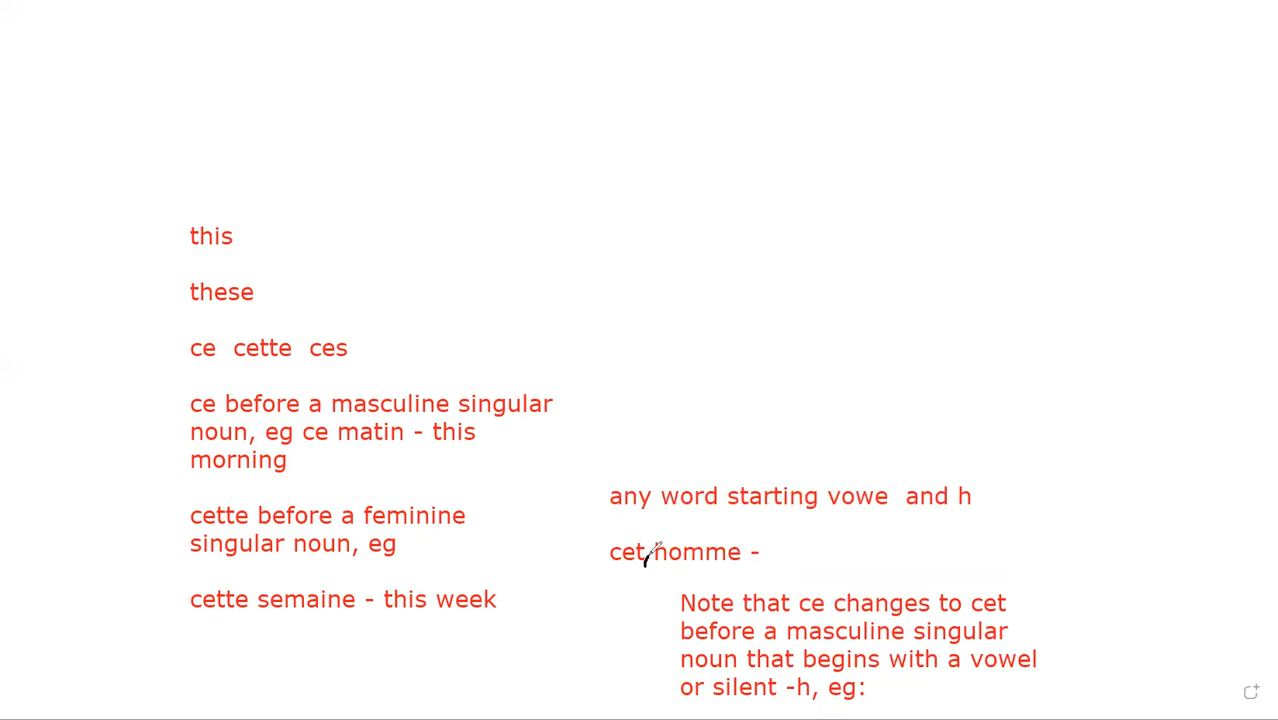 this
these
ce cette ces
ce before a masculine singular
noun, eg ce matin - this
morning
cette before a feminine
singular noun, eg
cette semaine - this week
any word starting vowe and h
cet homme -
Note that ce changes to cet
before a masculine singular
noun that begins with a vowel
or silent -h, eg: